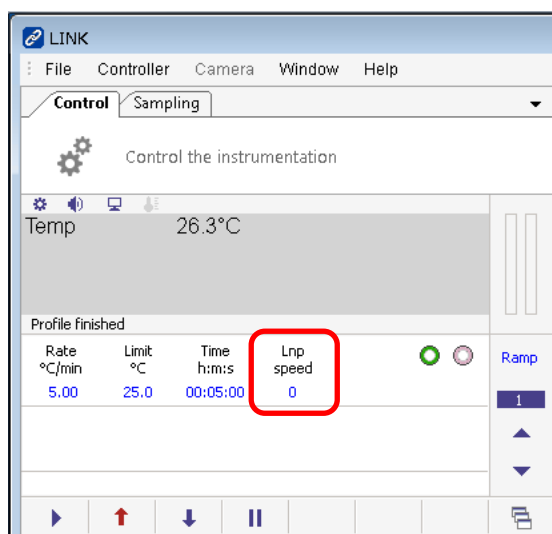 LINK
File Controller Camera Window Help
Control Sampling
Control the instrumentation
Temp 26.3°C
Profile finished
Rate Limit Time Lnp
°C/min °C h:m:s speed
Ramp
5.00 25.0 00:05:00 0
1